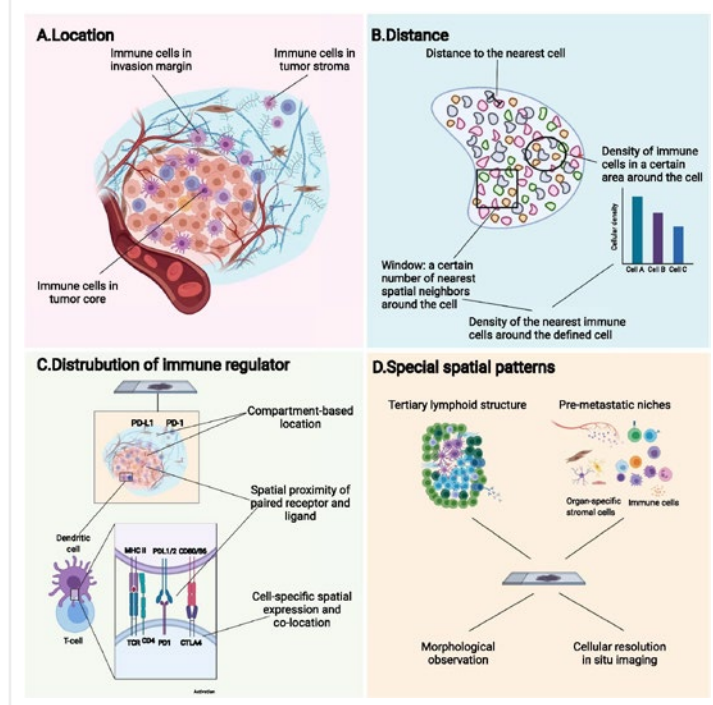 A.Location
Immune cells in
invasion margin
Immune cells in
tumor stroma
Immune cells in
tumor core
B.Distance
Distance to the nearest cell
Density of immune
cells in a certain
area around the cell
Cellular density
Cell A Cell B Cell C
Window: a certain
number of nearest
spatial neighbors
around the cell
Density of the nearest immune
cells around the defined cell
C.Distrubution of immune regulator
PD-L1 PD-1
Compartment-based
location
Spatial proximity of
paired receptor and
ligand
Dendritic
cell
T-cell
MHC II PDL1/2 CD80/86
TCR CD4 PD1 CTLA4
Cell-specific spatial
expression and
co-location
Activation
D.Special spatial patterns
Tertiary lymphoid structure
Pre-metastatic niches
Organ-specific
stromal cells
Immune cells
Morphological
observation
Cellular resolution
in situ imaging